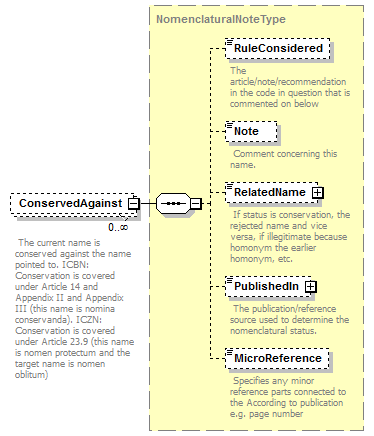 NomenclaturalNoteType
RuleConsidered
The
article/note/recommendation
in the code in question that is
commented on below
Note
Comment concerning this
name.
RelatedName
If status is conservation, the
rejected name and vice
versa, if illegitimate because
homonym the earlier
homonym, etc.
ConservedAgainst
0..∞
The current name is
conserved against the name
pointed to. ICBN:
Conservation is covered
under Article 14 and
Appendix II and Appendix
III (this name is nomina
conservanda). ICZN:
Conservation is covered
under Article 23.9 (this name
is nomen protectum and the
target name is nomen
oblitum)
PublishedIn
The publication/reference
source used to determine the
nomenclatural status.
MicroReference
Specifies any minor
reference parts connected to
the According to publication
e.g. page number